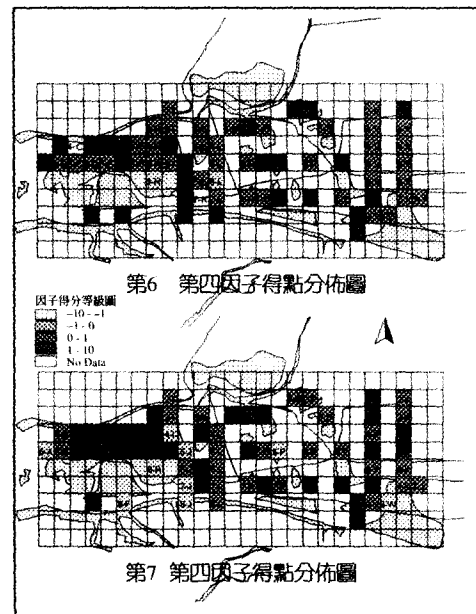 第6 第四因子得點分佈圖
因子得分等級圖
-10 - -1
-1 - 0
0 - 1
1 - 10
No Data
第7 第四因子得點分佈圖